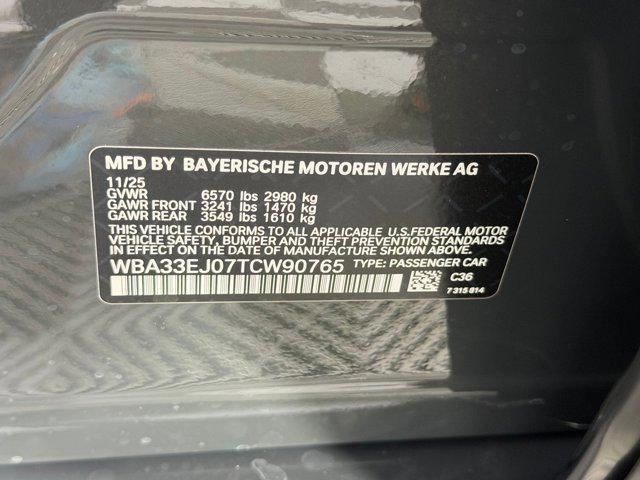 MFD BY BAYERISCHE MOTOREN WERKE AG
11/25
GVWR 6570 lbs 2980 kg
GAWR FRONT 3241 lbs 1470 kg
GAWR REAR 3549 lbs 1610 kg
THIS VEHICLE CONFORMS TO ALL APPLICABLE U.S.FEDERAL MOTOR
VEHICLE SAFETY, BUMPER AND THEFT PREVENTION STANDARDS
IN EFFECT ON THE DATE OF MANUFACTURE SHOWN ABOVE.
WBA33EJ07TCW90765 TYPE: PASSENGER CAR
C36
7 315 814